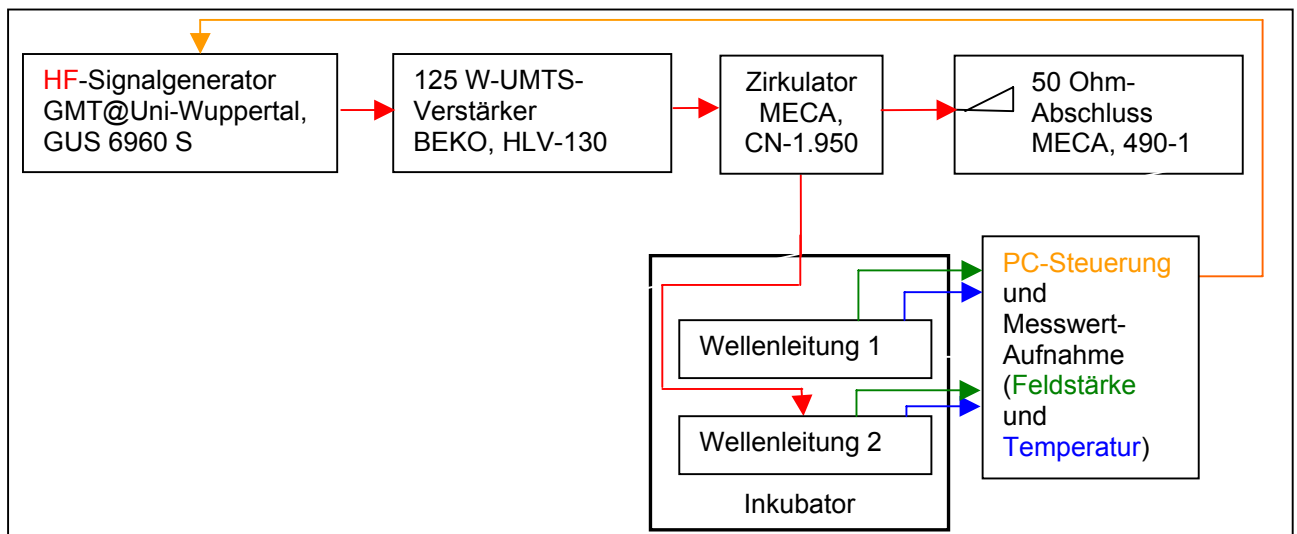 HF-Signalgenerator
GMT@Uni-Wuppertal,
GUS 6960 S
125 W-UMTS-
Verstärker
BEKO, HLV-130
Zirkulator
MECA,
CN-1.950
50 Ohm-
Abschluss
MECA, 490-1
Wellenleitung 1
Wellenleitung 2
Inkubator
PC-Steuerung
und
Messwert-
Aufnahme
(Feldstärke
und
Temperatur)